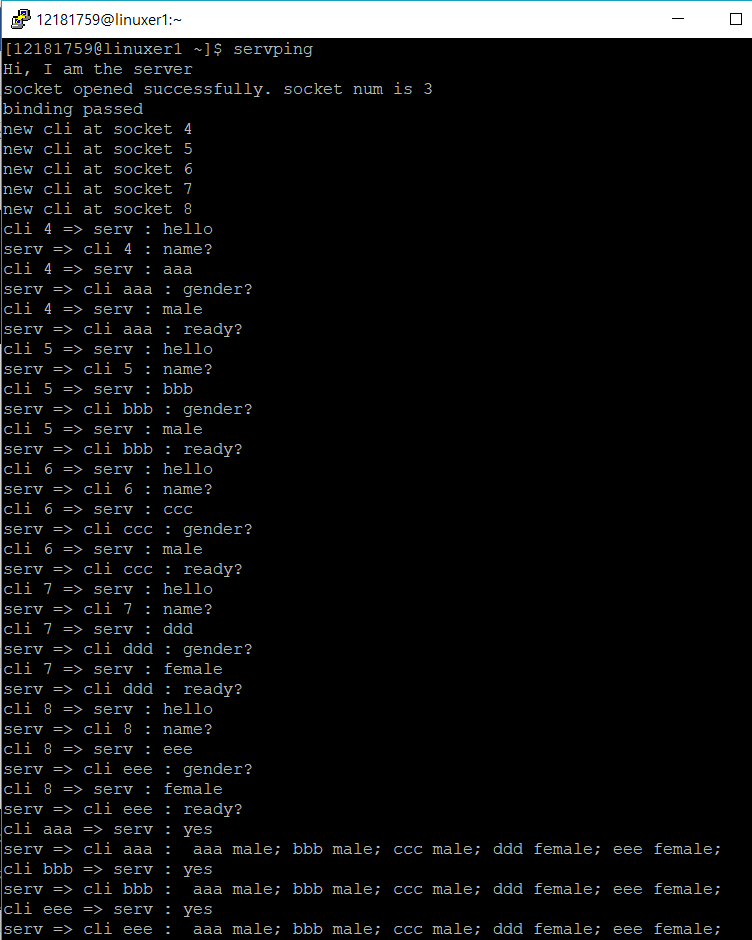 12181759@linuxer1:~
[12181759@linuxer1 ~]$ servping
Hi, I am the server
socket opened successfully. socket num is 3
binding passed
new cli at socket 4
new cli at socket 5
new cli at socket 6
new cli at socket 7
new cli at socket 8
cli 4 => serv : hello
serv => cli 4 : name?
cli 4 => serv : aaa
serv => cli aaa : gender?
cli 4 => serv : male
serv => cli aaa : ready?
cli 5 => serv : hello
serv => cli 5 : name?
cli 5 => serv : bbb
serv => cli bbb : gender?
cli 5 => serv : male
serv => cli bbb : ready?
cli 6 => serv : hello
serv => cli 6 : name?
cli 6 => serv : ccc
serv => cli ccc : gender?
cli 6 => serv : male
serv => cli ccc : ready?
cli 7 => serv : hello
serv => cli 7 : name?
cli 7 => serv : ddd
serv => cli ddd : gender?
cli 7 => serv : female
serv => cli ddd : ready?
cli 8 => serv : hello
serv => cli 8 : name?
cli 8 => serv : eee
serv => cli eee : gender?
cli 8 => serv : female
serv => cli eee : ready?
cli aaa => serv : yes
serv => cli aaa :  aaa male; bbb male; ccc male; ddd female; eee female;
cli bbb => serv : yes
serv => cli bbb :  aaa male; bbb male; ccc male; ddd female; eee female;
cli eee => serv : yes
serv => cli eee :  aaa male; bbb male; ccc male; ddd female; eee female;